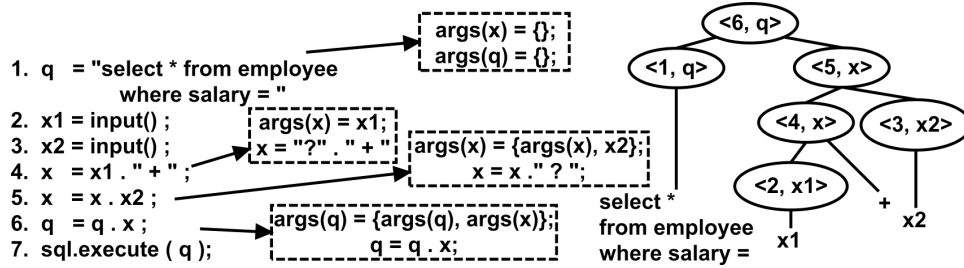 1. q = "select * from employee
where salary = "
2. x1 = input() ;
3. x2 = input() ;
4. x = x1 . " + " ;
5. x = x . x2 ;
6. q = q . x ;
7. sql.execute ( q );
args(x) = {};
args(q) = {};
args(x) = x1;
x = "?" . " + "
args(x) = {args(x), x2};
x = x ." ? ";
args(q) = {args(q), args(x)};
q = q . x;
<6, q>
<1, q>
<5, x>
<4, x>
<3, x2>
<2, x1>
select *
from employee
where salary =
x1
+
x2